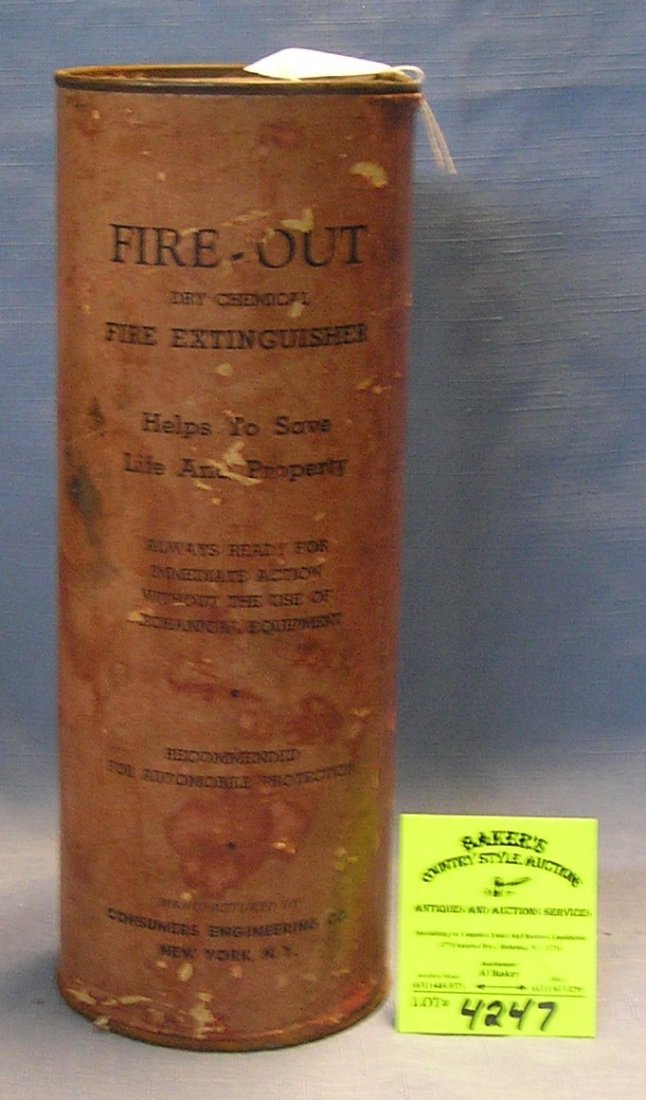 FIRE-OUT
DRY CHEMICAL
FIRE EXTINGUISHER
Helps To Save
Life And Property
ALWAYS READY FOR
IMMEDIATE ACTION
WITHOUT THE USE OF
MECHANICAL EQUIPMENT
RECOMMENDED
FOR AUTOMOBILE PROTECTION
MANUFACTURED BY
CONSUMERS ENGINEERING CO.
NEW YORK, N.Y.
BAKER'S
COUNTRY STYLE AUCTIONS
ANTIQUES AND AUCTIONS SERVICES
Al Baker
LOT# 4247